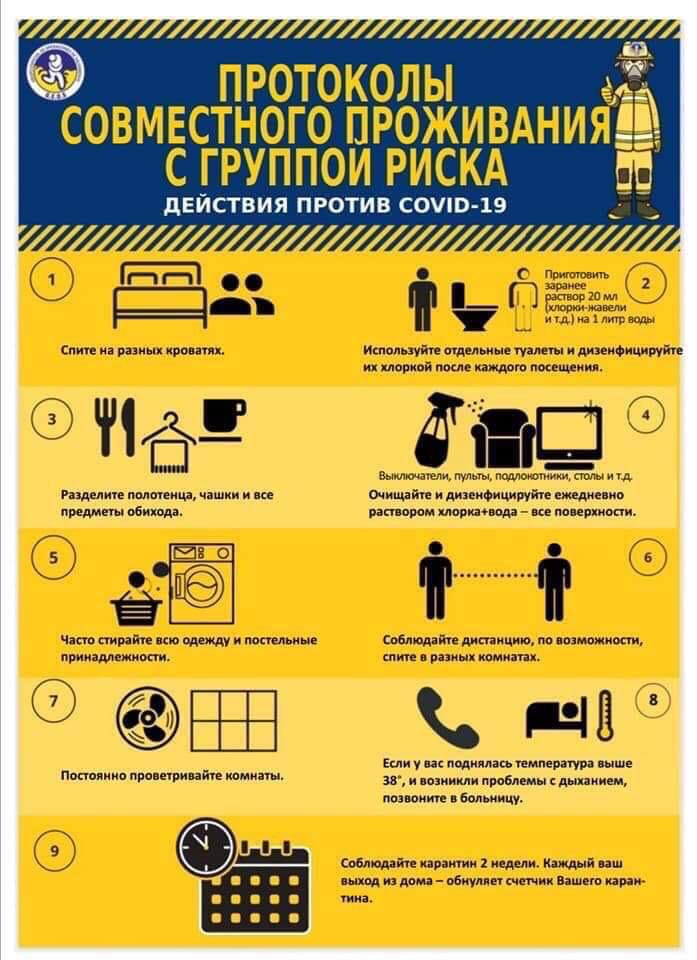 ПРОТОКОЛЫ
СОВМЕСТНОГО ПРОЖИВАНИЯ
С ГРУППОЙ РИСКА
ДЕЙСТВИЯ ПРОТИВ COVID-19
1
Спите на разных кроватях.
2
Приготовить
заранее
раствор 20 мл
(хлорки-жавели
и т.д.) на 1 литр воды
Используйте отдельные туалеты и дизенфицируйте
их хлоркой после каждого посещения.
3
Разделите полотенца, чашки и все
предметы обихода.
4
Выключатели, пульты, подлокотники, столы и т.д.
Очищайте и дизенфицируйте ежедневно
раствором хлорка+вода – все поверхности.
5
Часто стирайте всю одежду и постельные
принадлежности.
6
Соблюдайте дистанцию, по возможности,
спите в разных комнатах.
7
Постоянно проветривайте комнаты.
8
Если у вас поднялась температура выше
38°, и возникли проблемы с дыханием,
позвоните в больницу.
9
Соблюдайте карантин 2 недели. Каждый ваш
выход из дома – обнуляет счетчик Вашего каран-
тина.